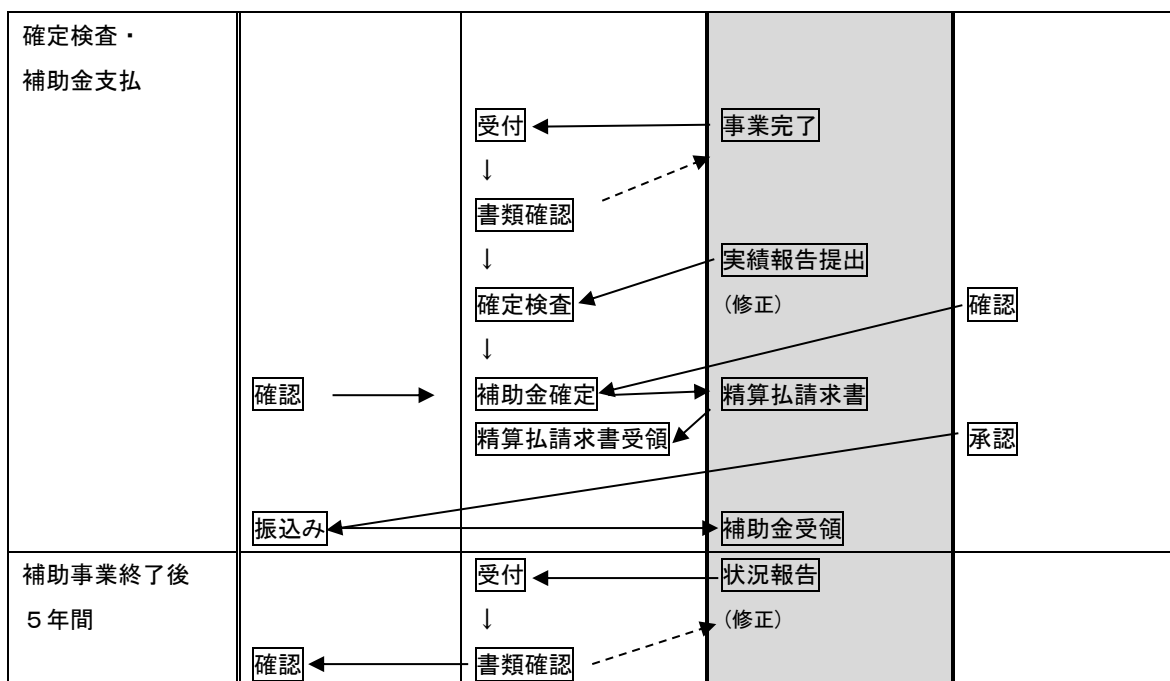 確定検査・
補助金支払
受付 事業完了
↓
書類確認
↓ 実績報告提出
確定検査 （修正） 確認
↓
確認 補助金確定 精算払請求書
精算払請求書受領 承認
振込み 補助金受領
補助事業終了後 受付 状況報告
５年間 ↓ （修正）
確認 書類確認